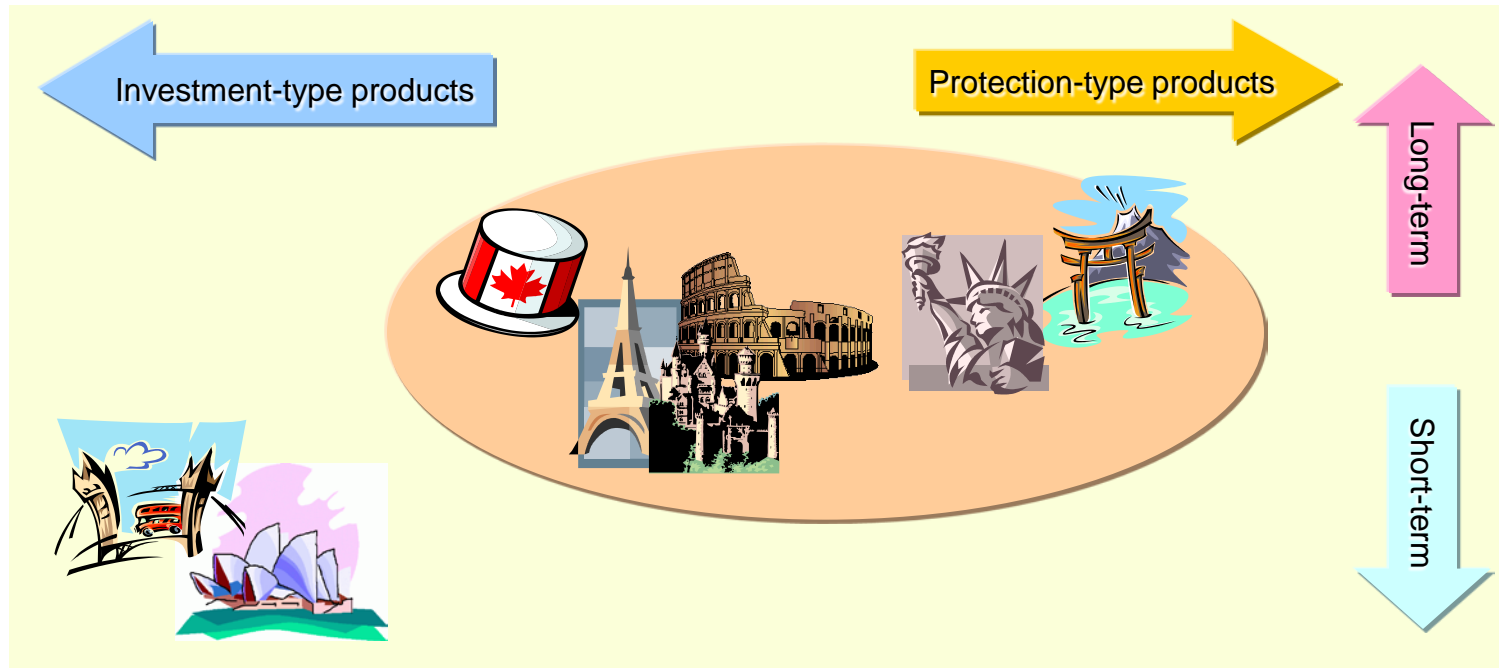 Investment-type products
Protection-type products
Long-term
Short-term